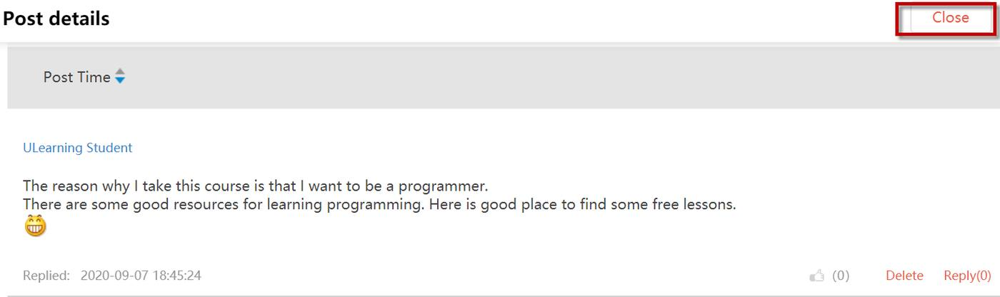 Post details
Close
Post Time
ULearning Student
The reason why I take this course is that I want to be a programmer.
There are some good resources for learning programming. Here is good place to find some free lessons.
Replied: 2020-09-07 18:45:24
(0) Delete Reply(0)